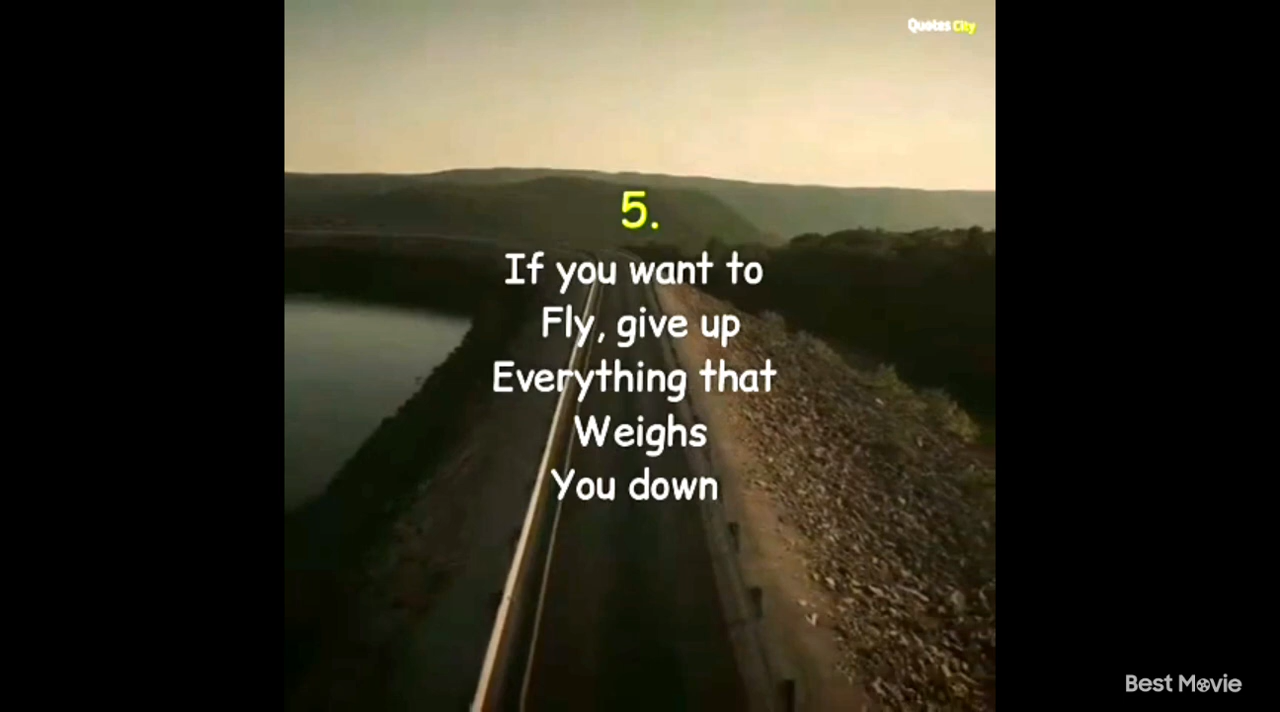 Quotes City
5.
If you want to
Fly, give up
Everything that
Weighs
You down
Best Movie